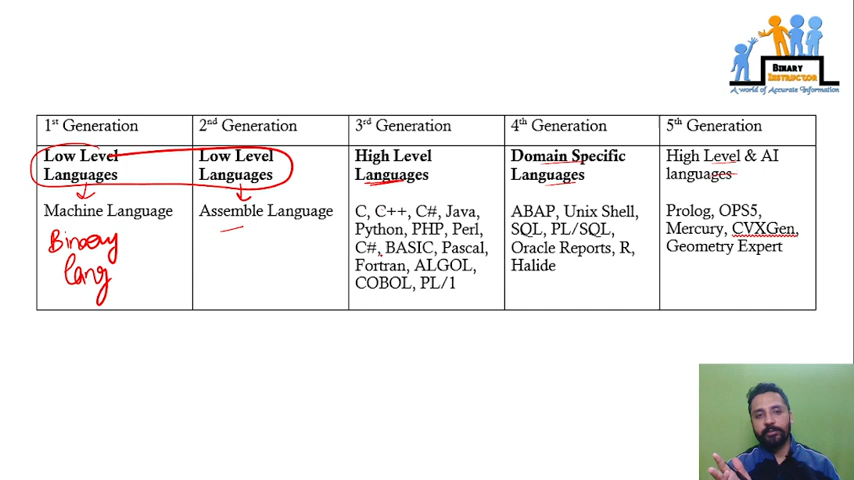 BINARY
INSTRUCTOR
A world of Accurate Information
1st Generation
2nd Generation
3rd Generation
4th Generation
5th Generation
Low Level
Languages
Low Level
Languages
High Level
Languages
Domain Specific
Languages
High Level & AI
languages
Machine Language
Binary
lang
Assemble Language
C, C++, C#, Java,
Python, PHP, Perl,
C#, BASIC, Pascal,
Fortran, ALGOL,
COBOL, PL/1
ABAP, Unix Shell,
SQL, PL/SQL,
Oracle Reports, R,
Halide
Prolog, OPS5,
Mercury, CVXGen,
Geometry Expert